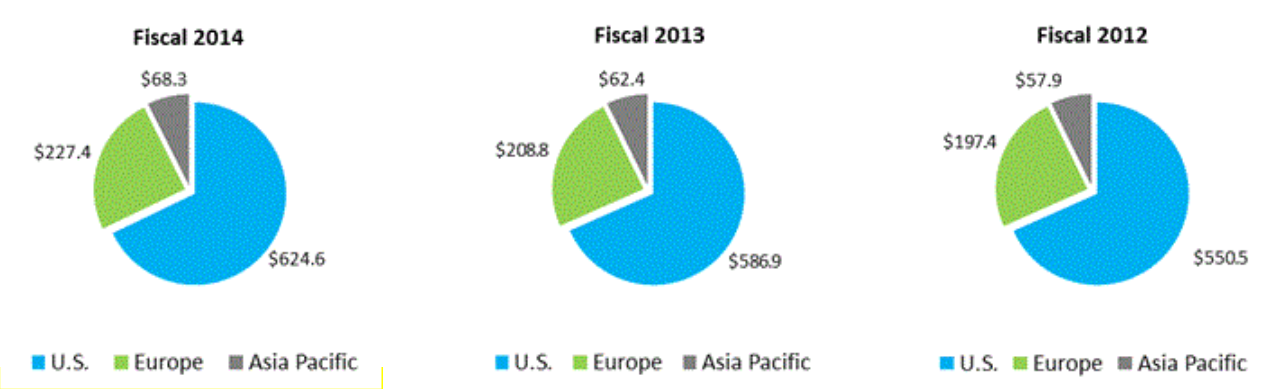 Fiscal 2014
$68.3
$227.4
$624.6
U.S. Europe Asia Pacific
Fiscal 2013
$62.4
$208.8
$586.9
U.S. Europe Asia Pacific
Fiscal 2012
$57.9
$197.4
$550.5
U.S. Europe Asia Pacific